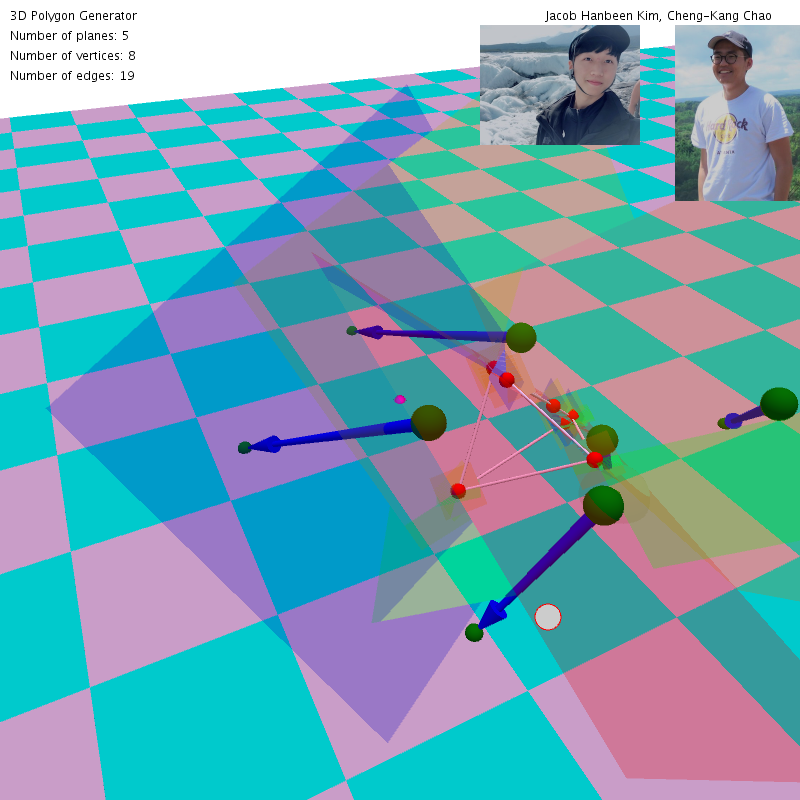 3D Polygon Generator
Jacob Hanbeen Kim, Cheng-Kang Chao
Number of planes: 5
Number of vertices: 8
Number of edges: 19